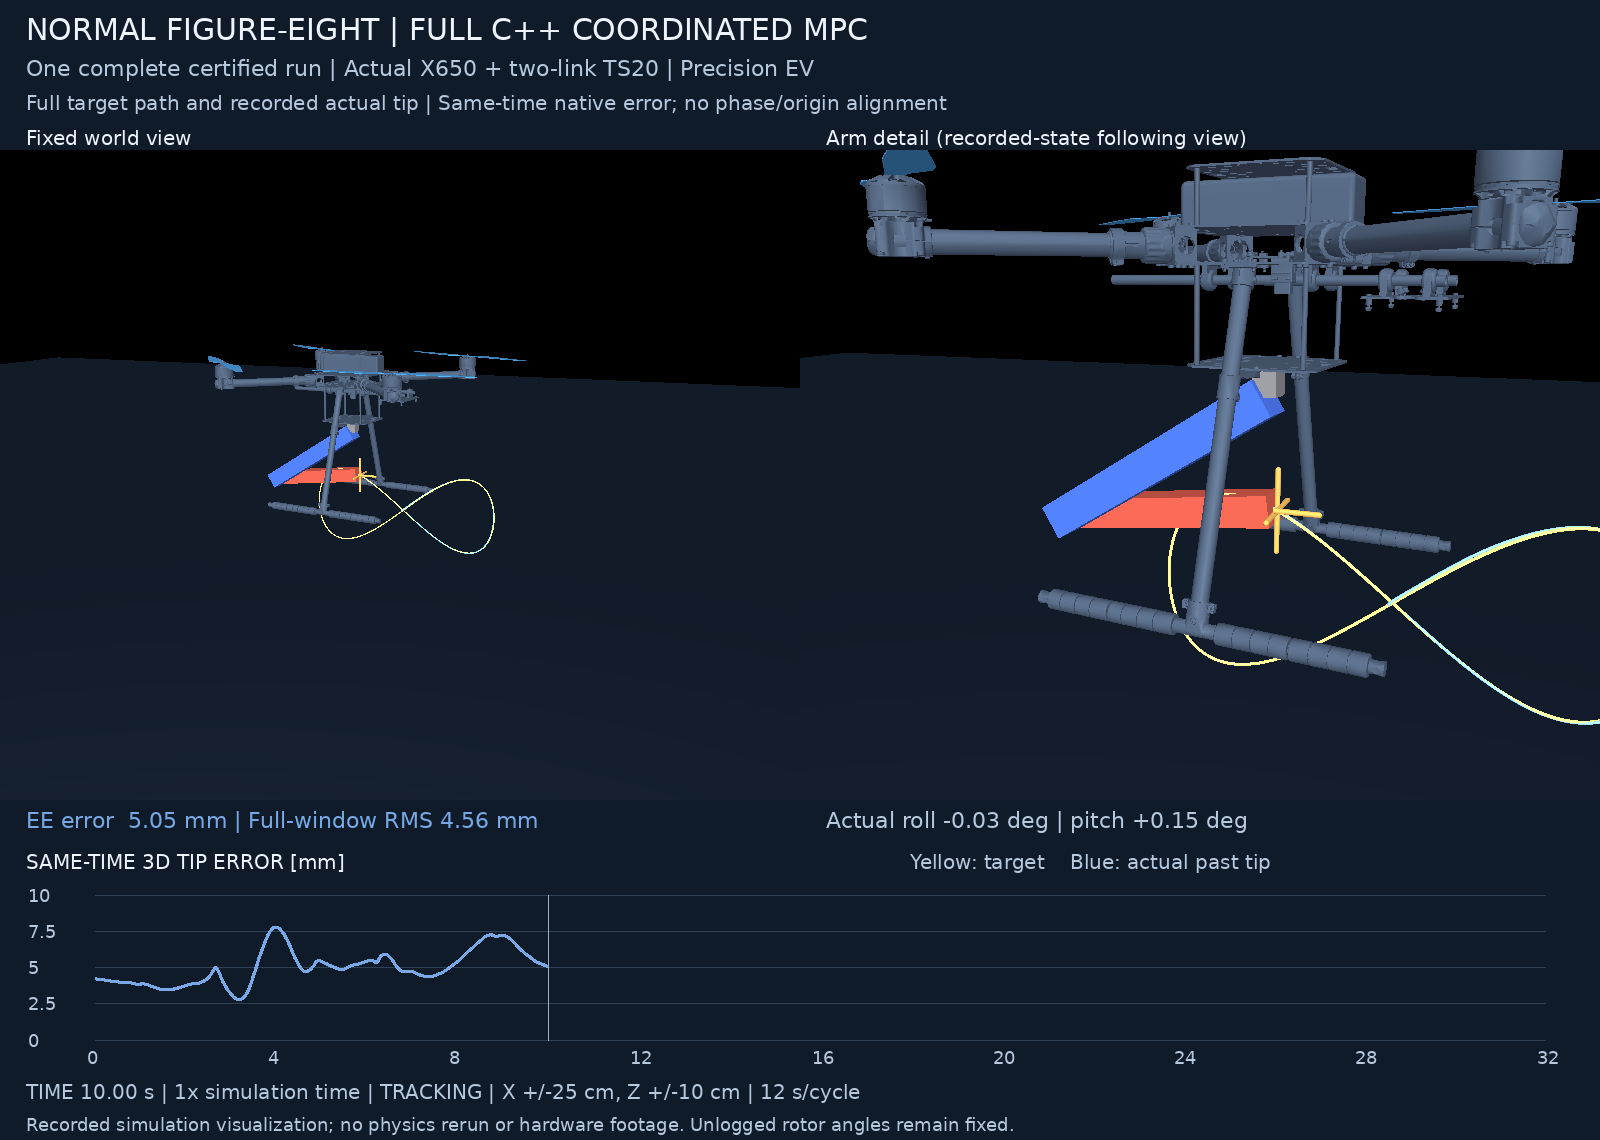 NORMAL FIGURE-EIGHT | FULL C++ COORDINATED MPC
One complete certified run | Actual X650 + two-link TS20 | Precision EV
Full target path and recorded actual tip | Same-time native error; no phase/origin alignment
Fixed world view
Arm detail (recorded-state following view)
EE error  5.05 mm | Full-window RMS 4.56 mm
Actual roll -0.03 deg | pitch +0.15 deg
SAME-TIME 3D TIP ERROR [mm]
Yellow: target    Blue: actual past tip
10
7.5
5
2.5
0
0 4 8 12 16 20 24 28 32
TIME 10.00 s | 1x simulation time | TRACKING | X +/-25 cm, Z +/-10 cm | 12 s/cycle
Recorded simulation visualization; no physics rerun or hardware footage. Unlogged rotor angles remain fixed.